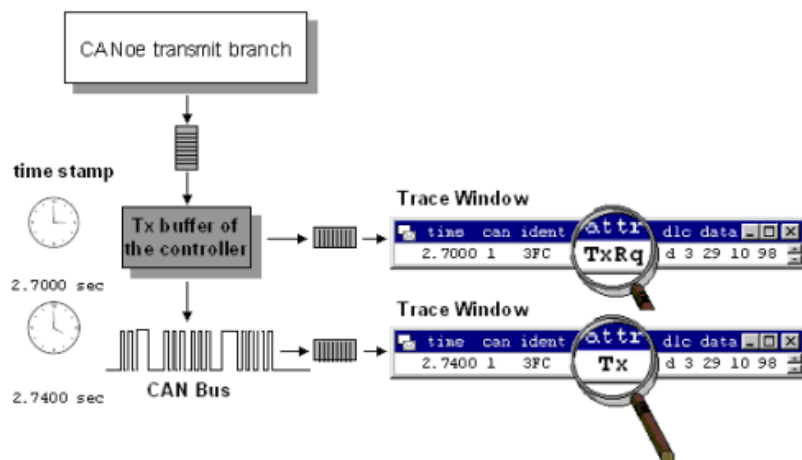 CANoe transmit branch
time stamp
Tx buffer of
the controller
2.7000 sec
Trace Window
time can ident attr dlc data
2.7000 1 3FC TxRq d 3 29 10 98
Trace Window
time can ident attr dlc data
2.7400 1 3FC Tx d 3 29 10 98
CAN Bus
2.7400 sec